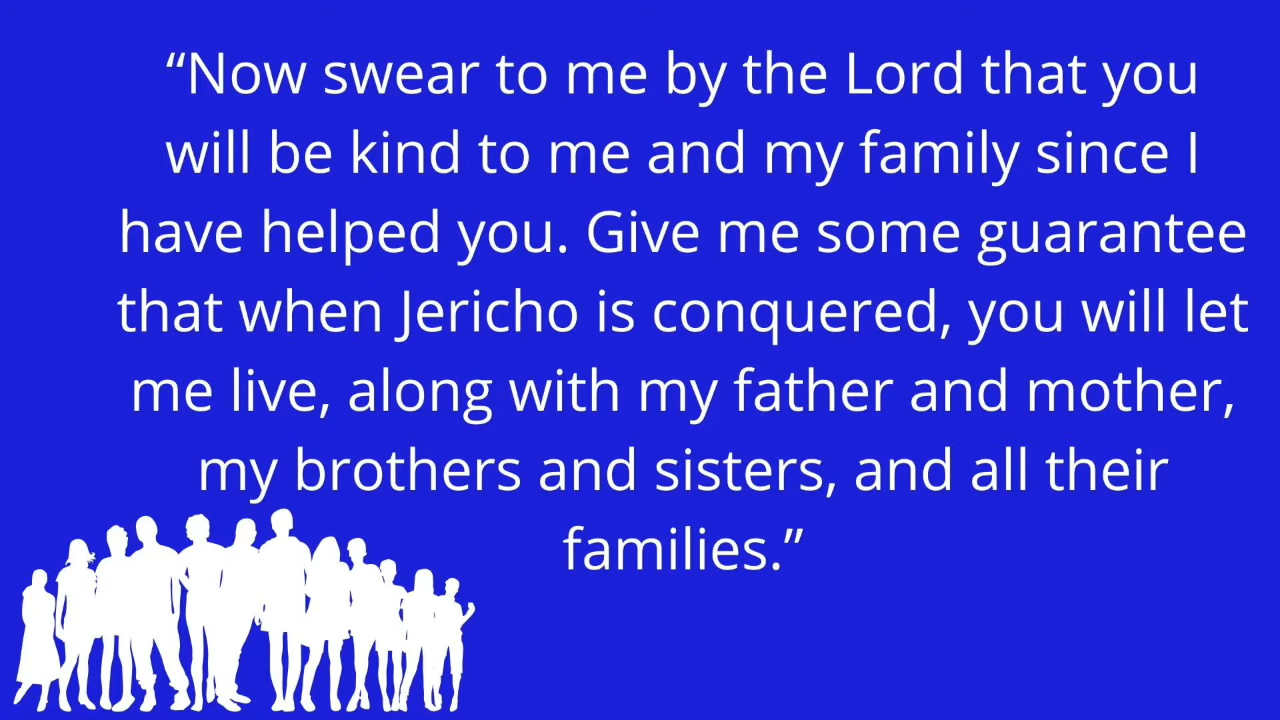 “Now swear to me by the Lord that you
will be kind to me and my family since I
have helped you. Give me some guarantee
that when Jericho is conquered, you will let
me live, along with my father and mother,
my brothers and sisters, and all their
families.”